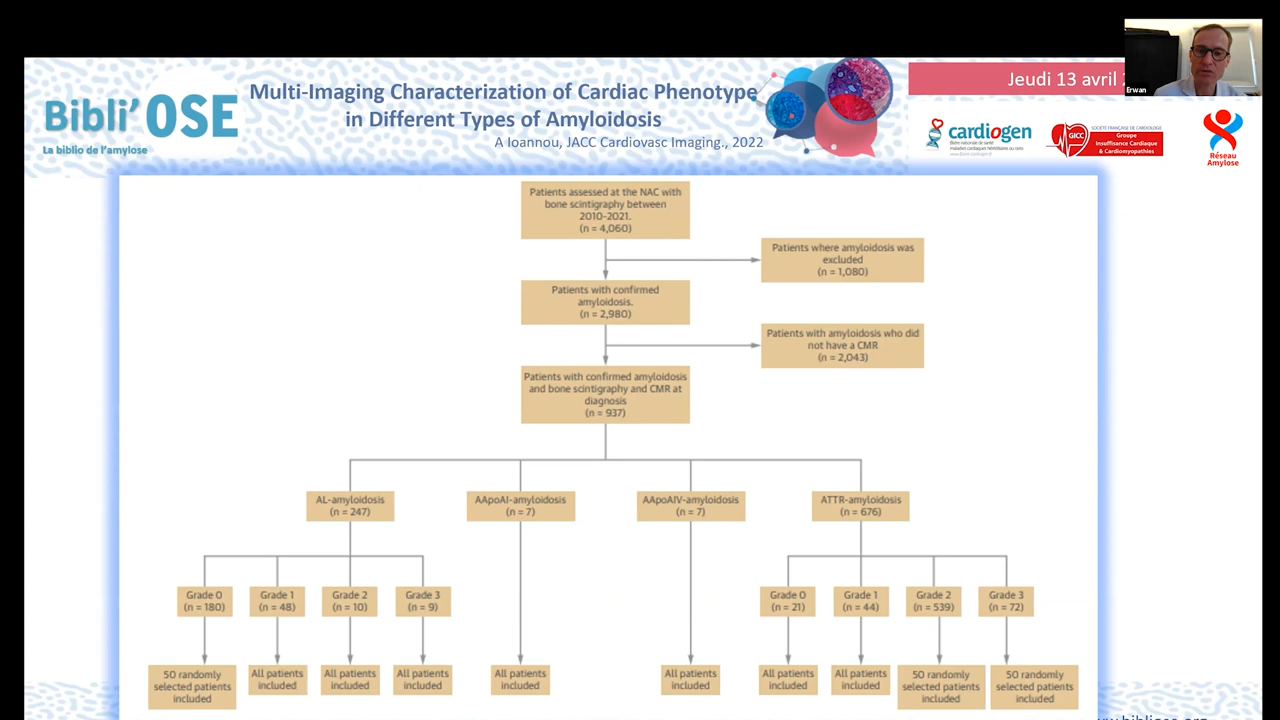 Bibli'OSE
La biblio de l'amylose
Multi-Imaging Characterization of Cardiac Phenotype
in Different Types of Amyloidosis
A Ioannou, JACC Cardiovasc Imaging., 2022
Jeudi 13 avril
Erwan
cardiogen
GICC
SOCIÉTÉ FRANÇAISE DE CARDIOLOGIE
Groupe
Insuffisance Cardiaque
& Cardiomyopathies
Réseau
Amylose
Patients assessed at the NAC with
bone scintigraphy between
2010-2021.
(n = 4,060)
Patients where amyloidosis was
excluded
(n = 1,080)
Patients with confirmed
amyloidosis.
(n = 2,980)
Patients with amyloidosis who did
not have a CMR
(n = 2,043)
Patients with confirmed amyloidosis
and bone scintigraphy and CMR at
diagnosis
(n = 937)
AL-amyloidosis
(n = 247)
AApoAI-amyloidosis
(n = 7)
AApoAIV-amyloidosis
(n = 7)
ATTR-amyloidosis
(n = 676)
Grade 0
(n = 180)
Grade 1
(n = 48)
Grade 2
(n = 10)
Grade 3
(n = 9)
Grade 0
(n = 21)
Grade 1
(n = 44)
Grade 2
(n = 539)
Grade 3
(n = 72)
50 randomly
selected patients
included
All patients
included
All patients
included
All patients
included
All patients
included
All patients
included
All patients
included
All patients
included
50 randomly
selected patients
included
50 randomly
selected patients
included